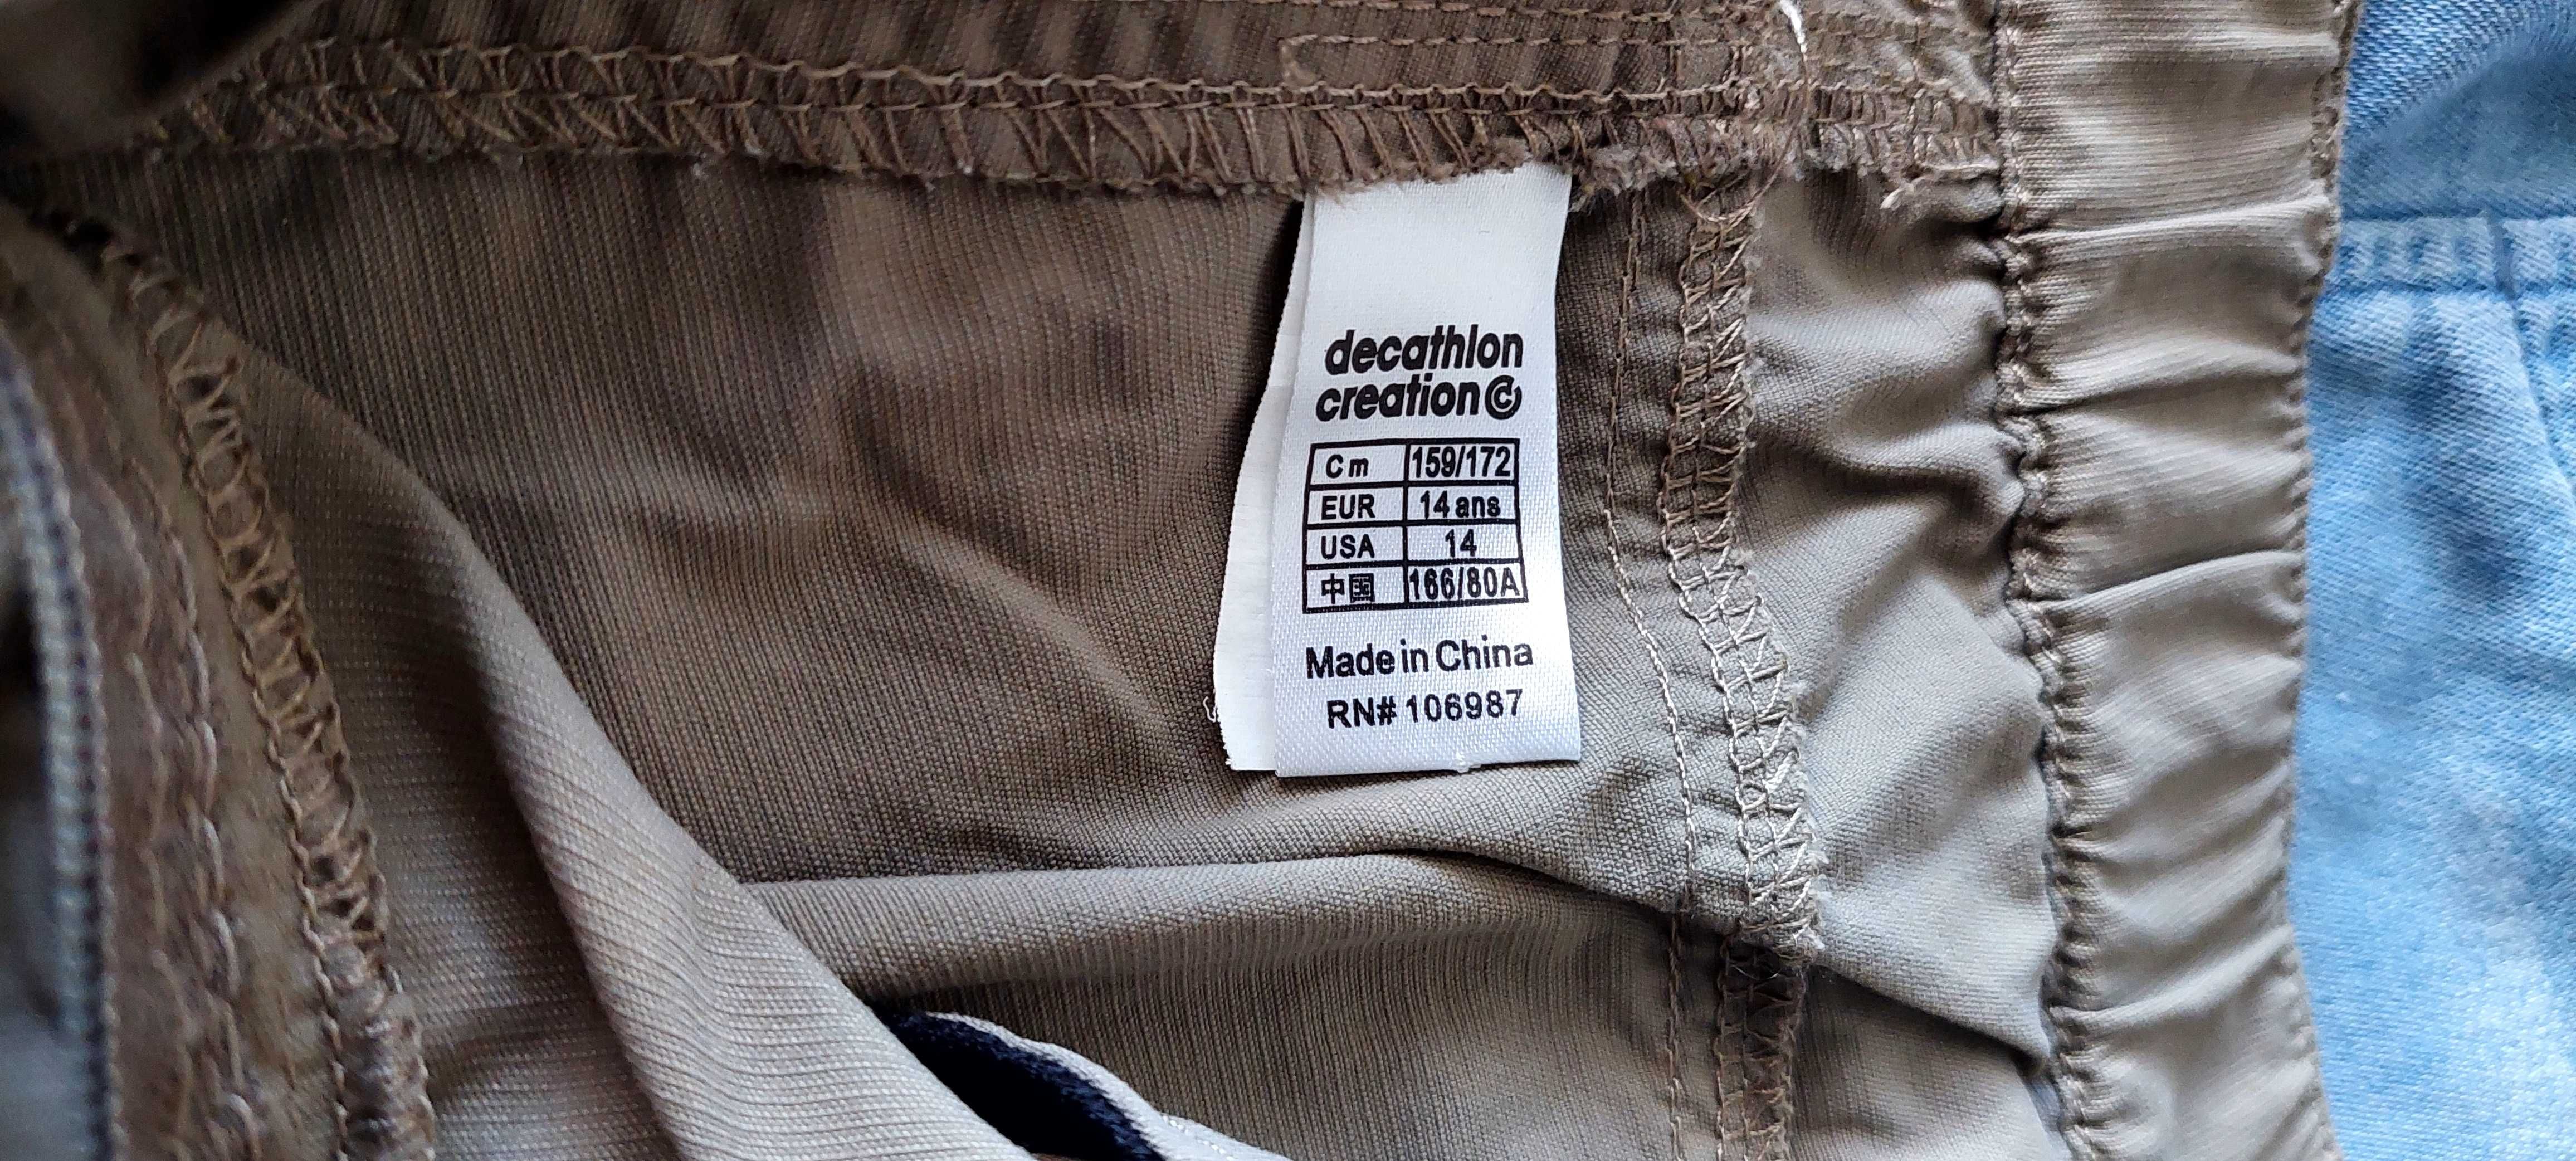 decathlon
creation©
Cm 159/172
EUR 14 ans
USA 14
中国 166/80A
Made in China
RN# 106987